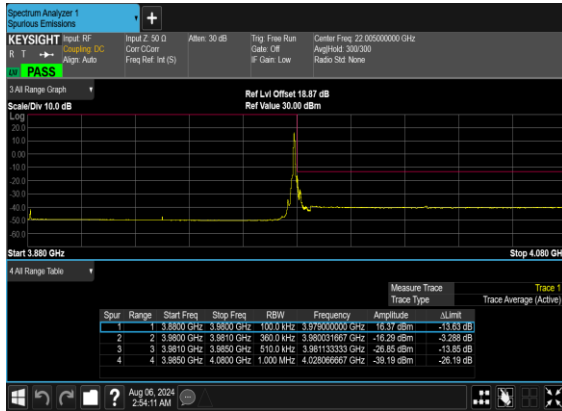 Spectrum Analyzer 1
Spurious Emissions
+
KEYSIGHT Input: RF Input Z: 50 Ω Atten: 30 dB Trig: Free Run Center Freq: 22.005000000 GHz
R T Coupling: DC Corr CCorr Gate: Off Avg|Hold: 300/300
Align: Auto Freq Ref: Int (S) IF Gain: Low Radio Std: None
PASS
3 All Range Graph
Ref Lvl Offset 18.87 dB
Scale/Div 10.0 dB Ref Value 30.00 dBm
Log
20.0
10.0
0.00
-10.0
-20.0
-30.0
-40.0
-50.0
-60.0
Start 3.880 GHz Stop 4.080 GH
4 All Range Table
Measure Trace Trace 1
Trace Type Trace Average (Active)
Spur Range Start Freq Stop Freq RBW Frequency Amplitude ΔLimit
1 1 3.8800 GHz 3.9800 GHz 100.0 kHz 3.979000000 GHz 16.37 dBm -13.63 dB
2 2 3.9800 GHz 3.9810 GHz 360.0 kHz 3.980031667 GHz -16.29 dBm -3.288 dB
3 3 3.9810 GHz 3.9850 GHz 510.0 kHz 3.981133333 GHz -26.85 dBm -13.85 dB
4 4 3.9850 GHz 4.0800 GHz 1.000 MHz 4.028066667 GHz -39.19 dBm -26.19 dB
? Aug 06, 2024
2:54:11 AM